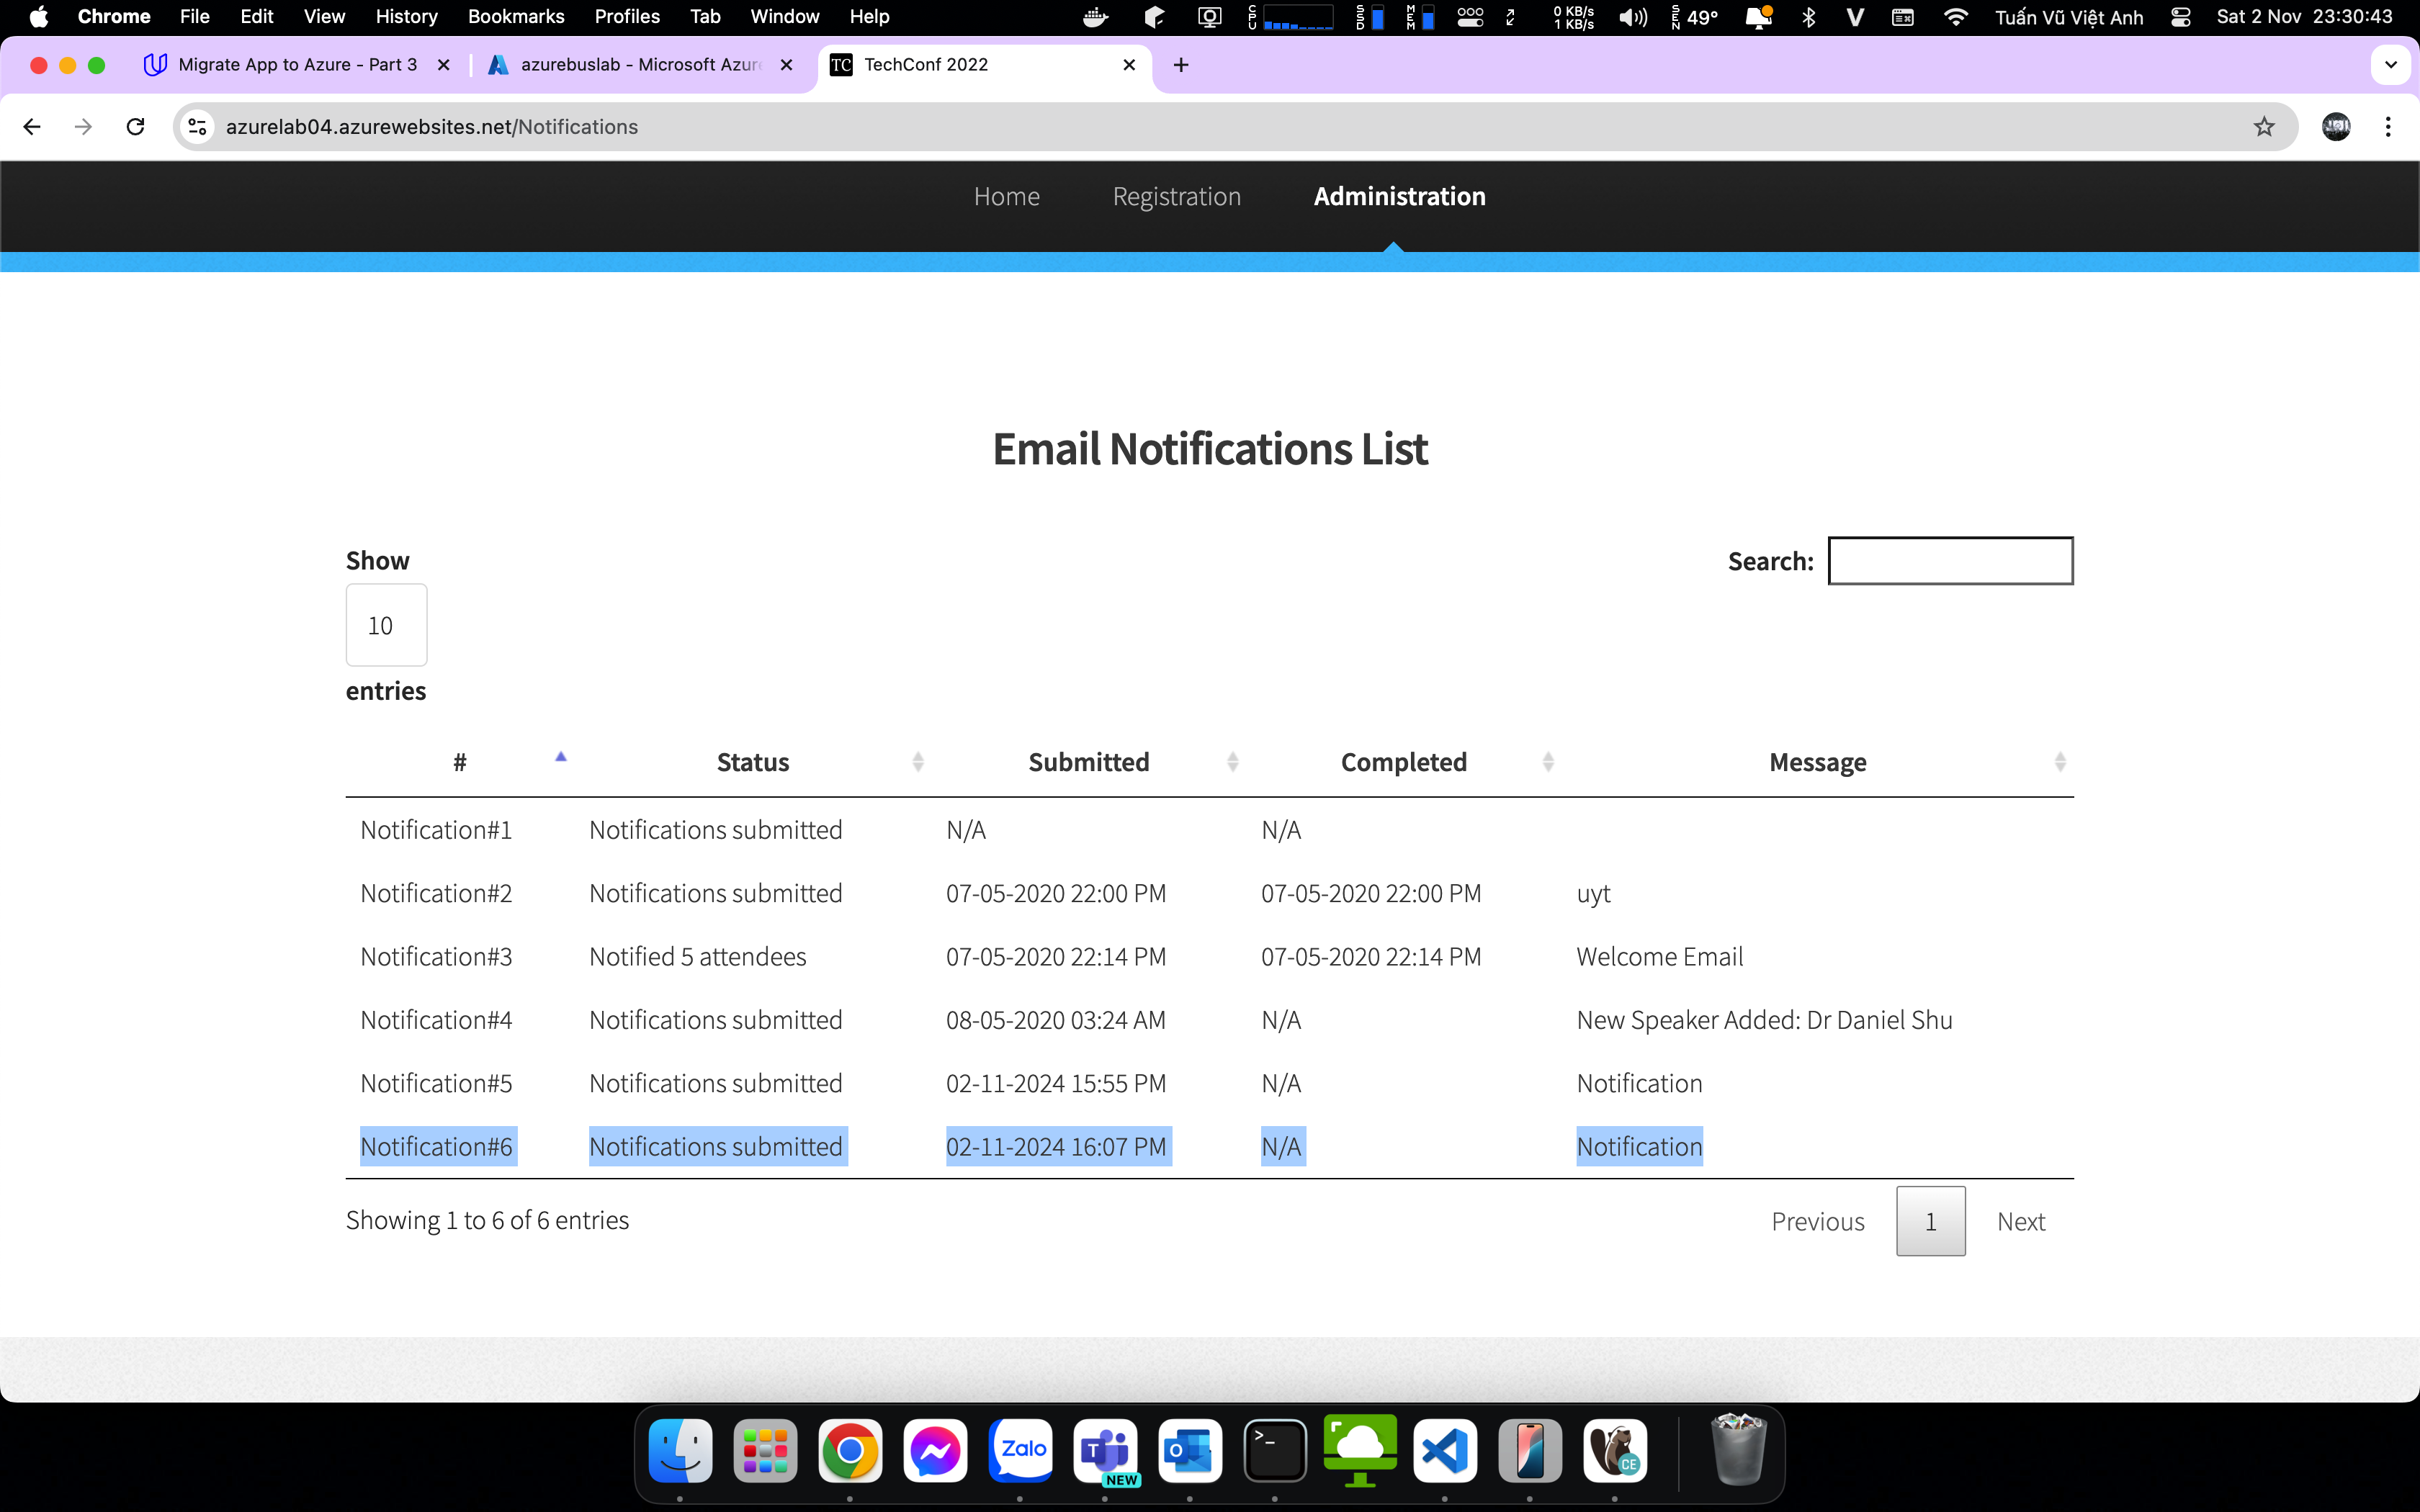 Chrome File Edit View History Bookmarks Profiles Tab Window Help CPU SSD MEM 0 KB/s 1 KB/s SEN 49° V Tuấn Vũ Việt Anh Sat 2 Nov 23:30:43
Migrate App to Azure - Part 3 azurebuslab - Microsoft Azur TC TechConf 2022
azurelab04.azurewebsites.net/Notifications
Home Registration Administration
Email Notifications List
Show Search:
10
entries
# Status Submitted Completed Message
Notification#1 Notifications submitted N/A N/A
Notification#2 Notifications submitted 07-05-2020 22:00 PM 07-05-2020 22:00 PM uyt
Notification#3 Notified 5 attendees 07-05-2020 22:14 PM 07-05-2020 22:14 PM Welcome Email
Notification#4 Notifications submitted 08-05-2020 03:24 AM N/A New Speaker Added: Dr Daniel Shu
Notification#5 Notifications submitted 02-11-2024 15:55 PM N/A Notification
Notification#6 Notifications submitted 02-11-2024 16:07 PM N/A Notification
Showing 1 to 6 of 6 entries Previous 1 Next
Zalo T NEW O >_ CE